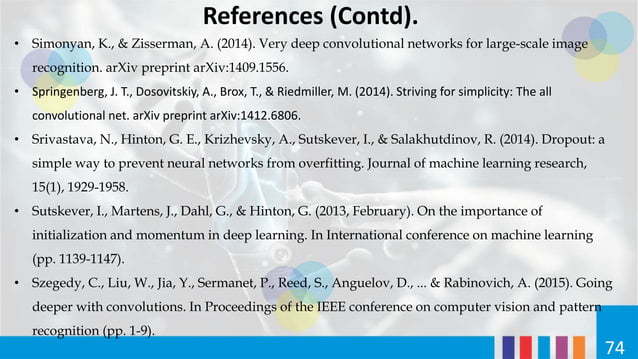 References (Contd).
• Simonyan, K., & Zisserman, A. (2014). Very deep convolutional networks for large-scale image
recognition. arXiv preprint arXiv:1409.1556.
• Springenberg, J. T., Dosovitskiy, A., Brox, T., & Riedmiller, M. (2014). Striving for simplicity: The all
convolutional net. arXiv preprint arXiv:1412.6806.
• Srivastava, N., Hinton, G. E., Krizhevsky, A., Sutskever, I., & Salakhutdinov, R. (2014). Dropout: a
simple way to prevent neural networks from overfitting. Journal of machine learning research,
15(1), 1929-1958.
• Sutskever, I., Martens, J., Dahl, G., & Hinton, G. (2013, February). On the importance of
initialization and momentum in deep learning. In International conference on machine learning
(pp. 1139-1147).
• Szegedy, C., Liu, W., Jia, Y., Sermanet, P., Reed, S., Anguelov, D., ... & Rabinovich, A. (2015). Going
deeper with convolutions. In Proceedings of the IEEE conference on computer vision and pattern
recognition (pp. 1-9).
74